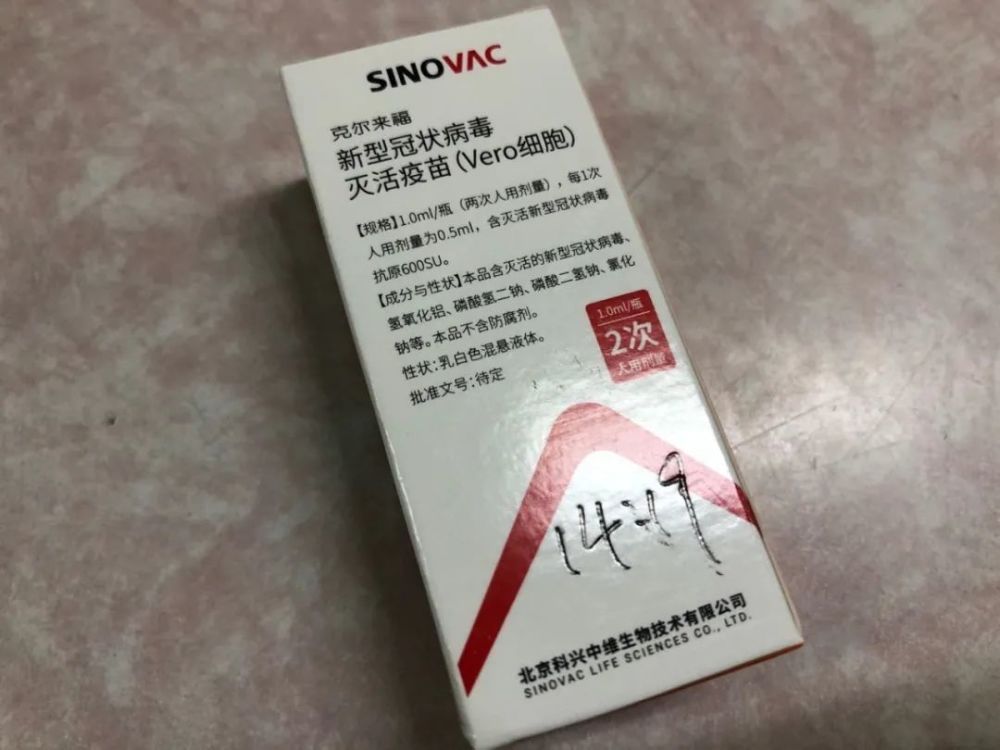 SINOVAC
克尔来福
新型冠状病毒
灭活疫苗(Vero细胞)
【规格】1.0ml/瓶（两次人用剂量），每1次
人用剂量为0.5ml，含灭活新型冠状病毒
抗原600SU。
【成分与性状】本品含灭活的新型冠状病毒、
氢氧化铝、磷酸氢二钠、磷酸二氢钠、氯化
钠等。本品不含防腐剂。
性状：乳白色混悬液体。
批准文号：待定
1.0ml/瓶
2次
人用剂量
14:19
北京科兴中维生物技术有限公司
SINOVAC LIFE SCIENCES CO., LTD.